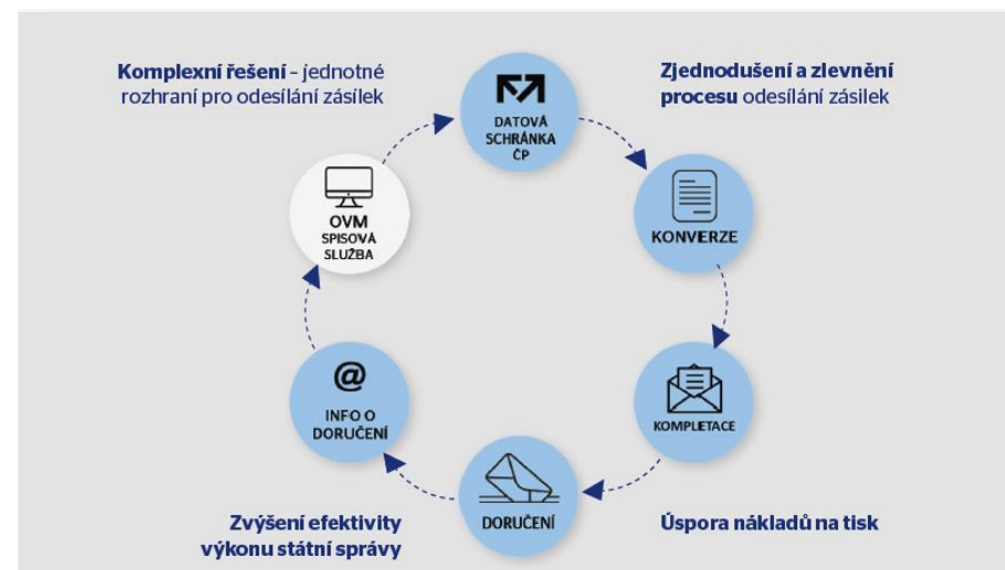 Komplexní řešení – jednotné
rozhraní pro odesílání zásilek
Zjednodušení a zlevnění
procesu odesílání zásilek
DATOVÁ
SCHRÁNKA
ČP
OVM
SPISOVÁ
SLUŽBA
KONVERZE
@
INFO O
DORUČENÍ
KOMPLETACE
DORUČENÍ
Zvýšení efektivity
výkonu státní správy
Úspora nákladů na tisk